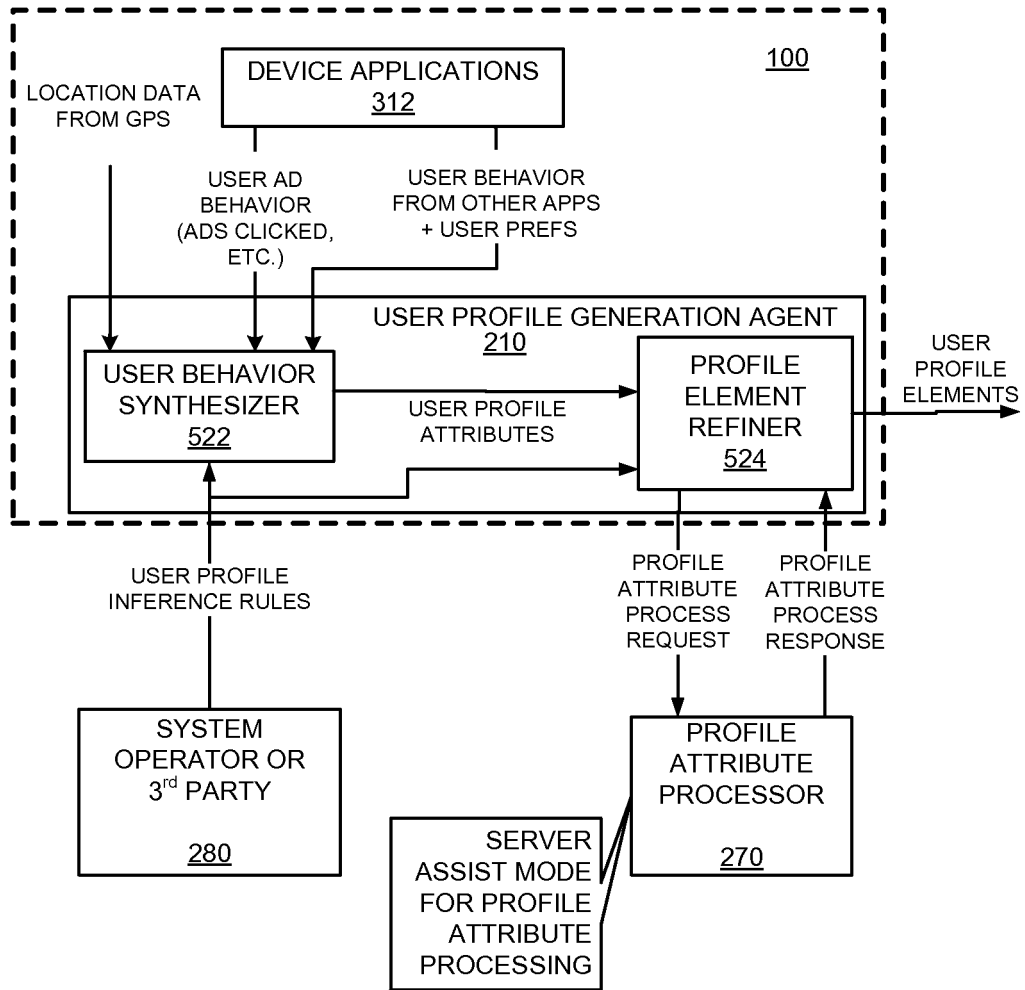 100
DEVICE APPLICATIONS
312
LOCATION DATA
FROM GPS
USER AD
BEHAVIOR
(ADS CLICKED,
ETC.)
USER BEHAVIOR
FROM OTHER APPS
+ USER PREFS
USER PROFILE GENERATION AGENT
210
USER BEHAVIOR
SYNTHESIZER
522
USER PROFILE
ATTRIBUTES
PROFILE
ELEMENT
REFINER
524
USER
PROFILE
ELEMENTS
USER PROFILE
INFERENCE RULES
PROFILE
ATTRIBUTE
PROCESS
REQUEST
PROFILE
ATTRIBUTE
PROCESS
RESPONSE
SYSTEM
OPERATOR OR
3rd PARTY
280
PROFILE
ATTRIBUTE
PROCESSOR
270
SERVER
ASSIST MODE
FOR PROFILE
ATTRIBUTE
PROCESSING